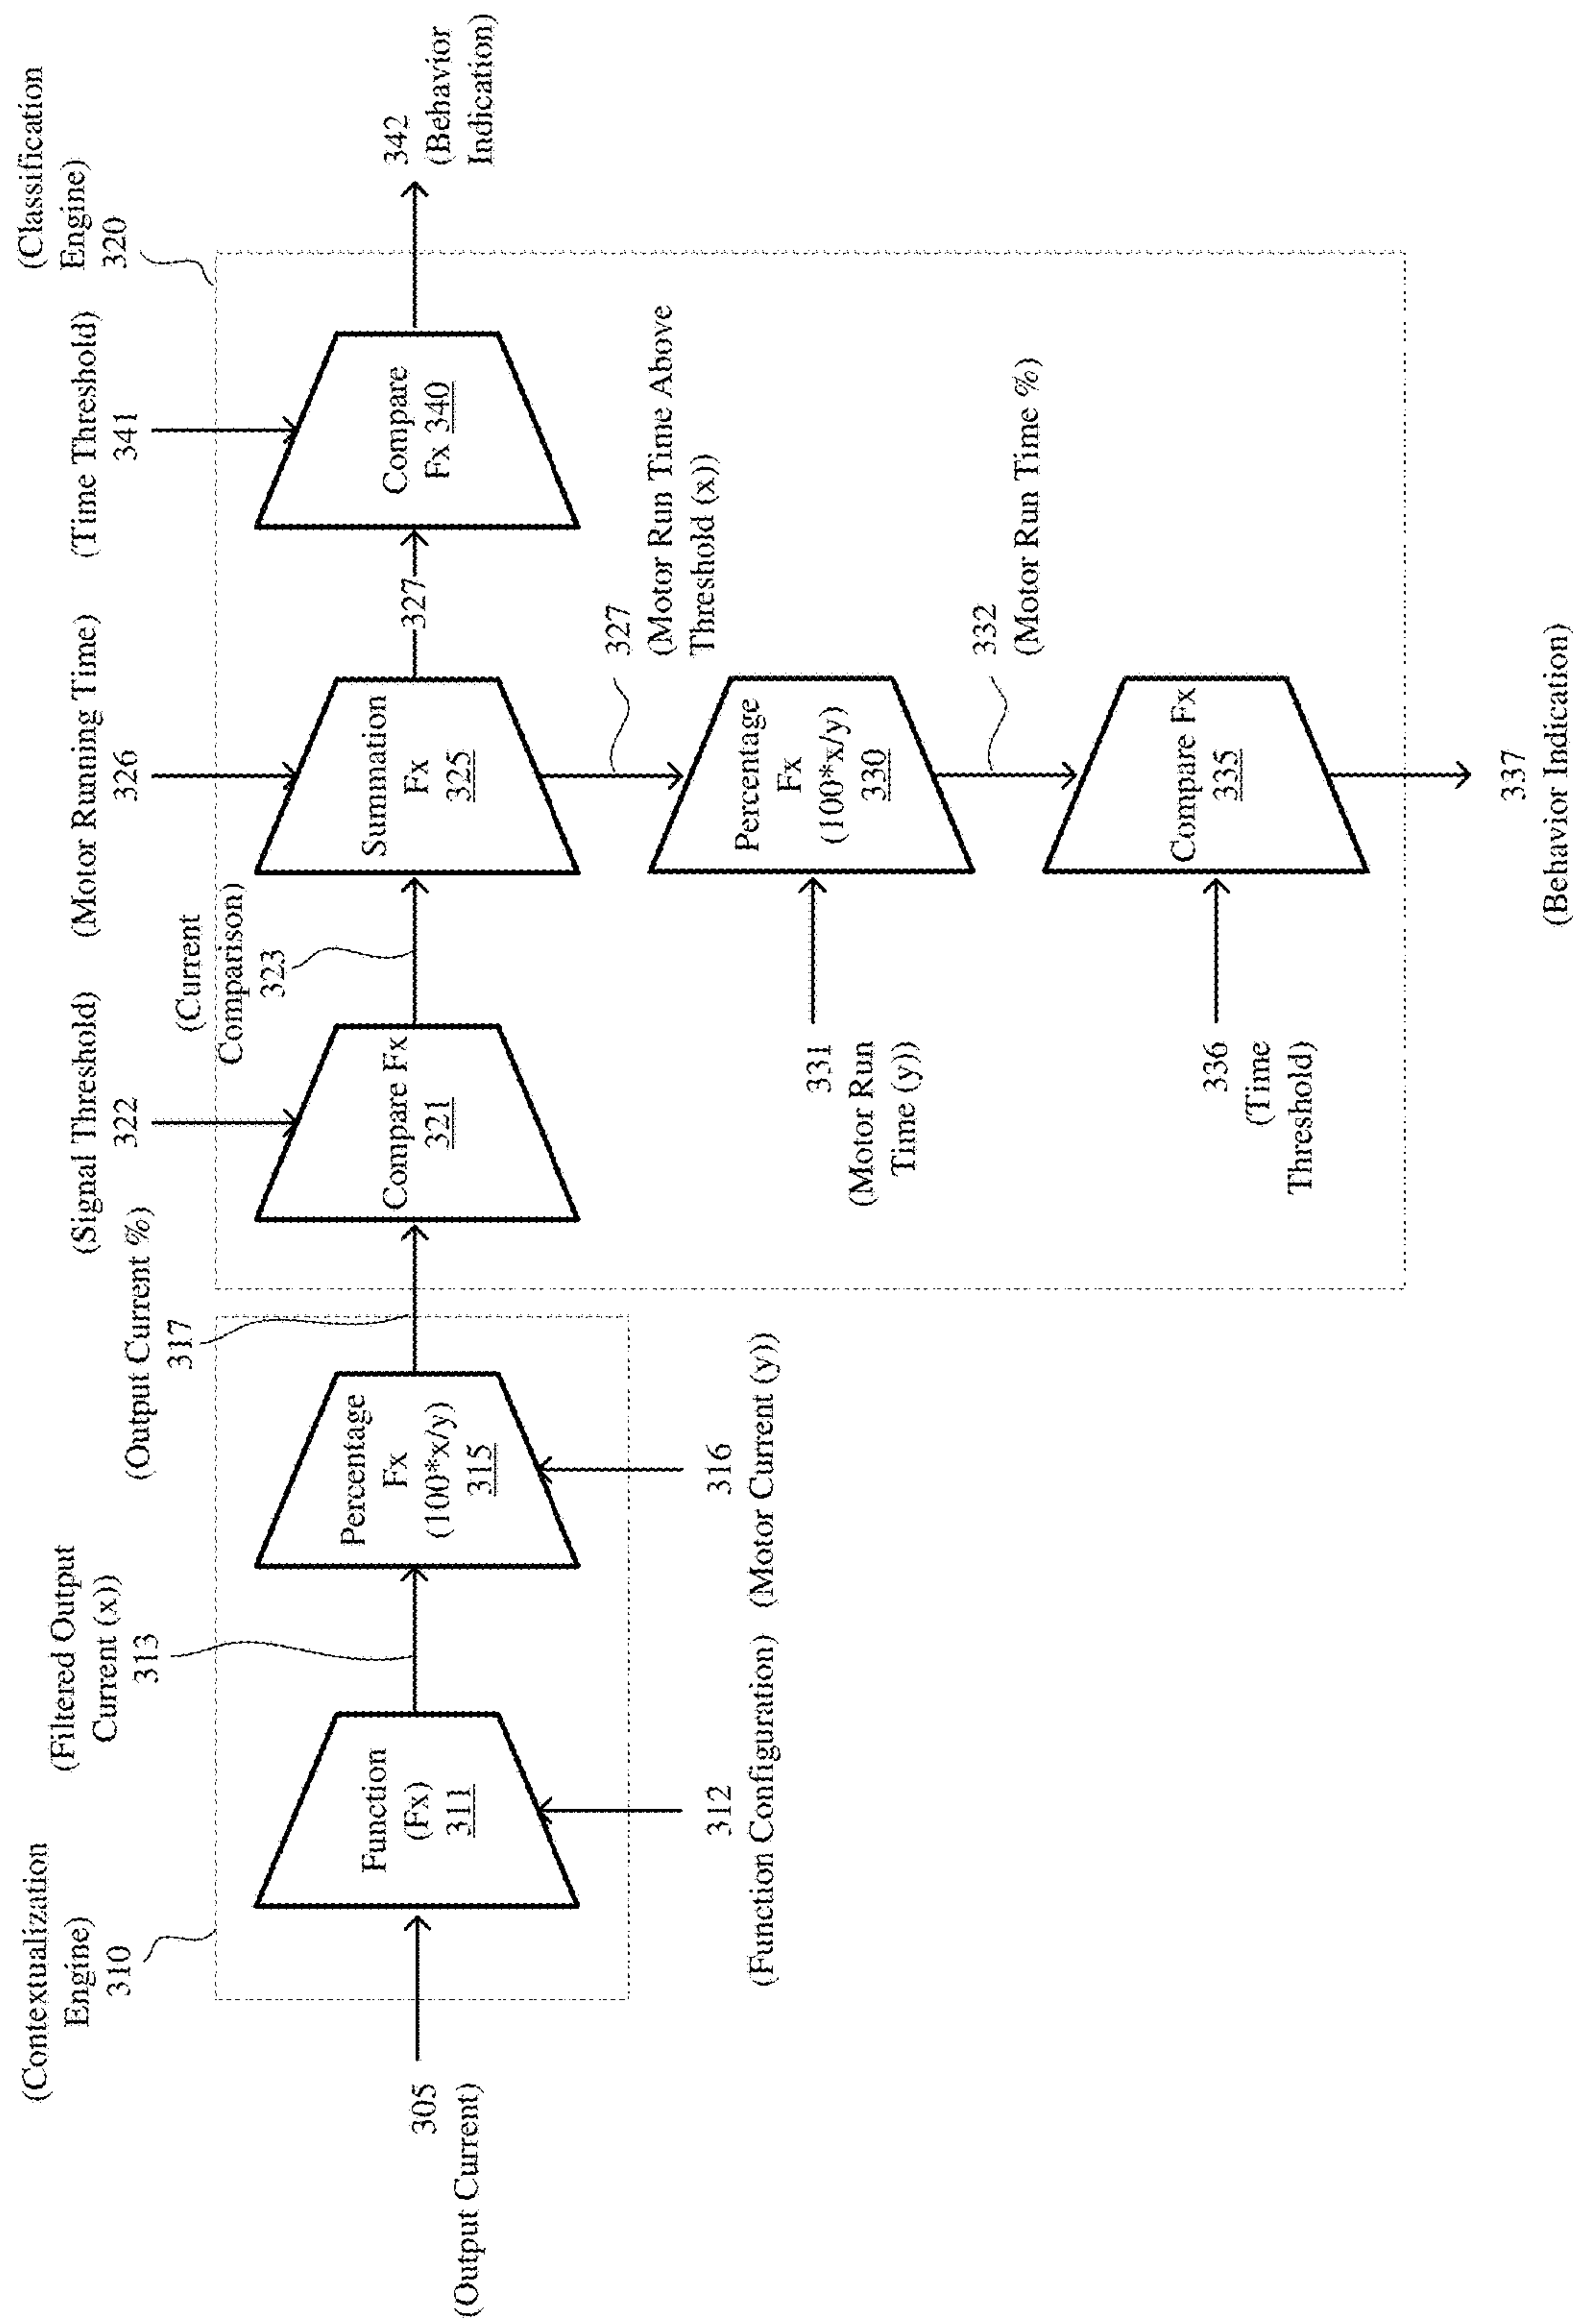 (Contextualization
Engine)
310
(Filtered Output
Current (x))
313
(Output Current %)
317
(Signal Threshold)
322
(Current
Comparison)
323
(Motor Running Time)
326
(Time Threshold)
341
(Classification
Engine)
320
305
(Output Current)
Function
(Fx)
311
Percentage
Fx
(100*x/y)
315
Compare Fx
321
Summation
Fx
325
327
Compare
Fx 340
342
(Behavior
Indication)
312
(Function Configuration)
316
(Motor Current (y))
327
(Motor Run Time Above
Threshold (x))
331
(Motor Run
Time (y))
Percentage
Fx
(100*x/y)
330
332
(Motor Run Time %)
336
(Time
Threshold)
Compare Fx
335
337
(Behavior Indication)